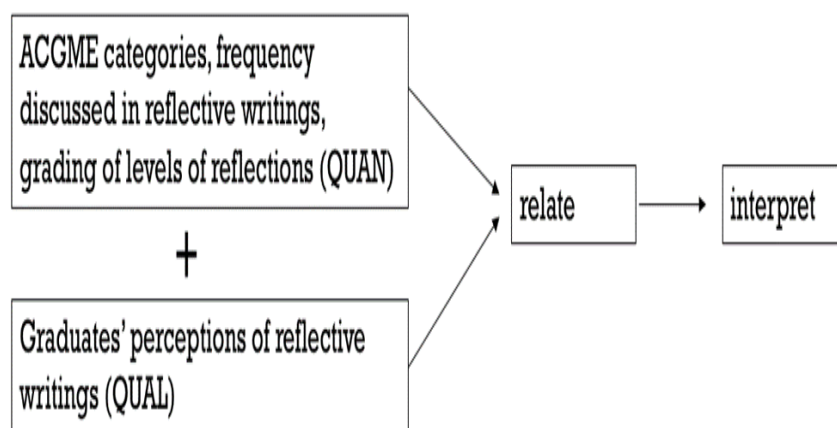 ACGME categories, frequency
discussed in reflective writings,
grading of levels of reflections (QUAN)
+
Graduates’ perceptions of reflective
writings (QUAL)
relate
interpret